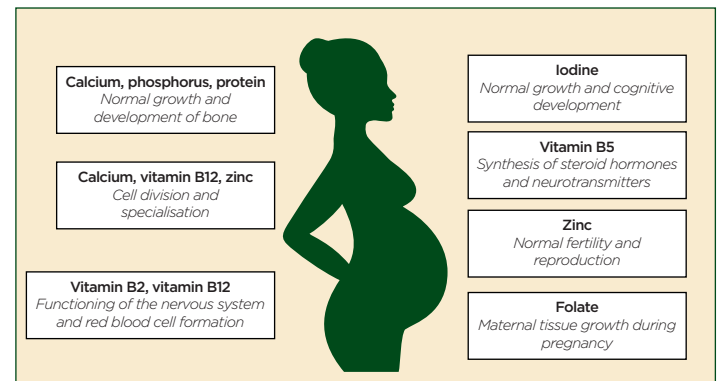 Calcium, phosphorus, protein
Normal growth and
development of bone
Calcium, vitamin B12, zinc
Cell division and
specialisation
Vitamin B2, vitamin B12
Functioning of the nervous system
and red blood cell formation
Iodine
Normal growth and cognitive
development
Vitamin B5
Synthesis of steroid hormones
and neurotransmitters
Zinc
Normal fertility and
reproduction
Folate
Maternal tissue growth during
pregnancy